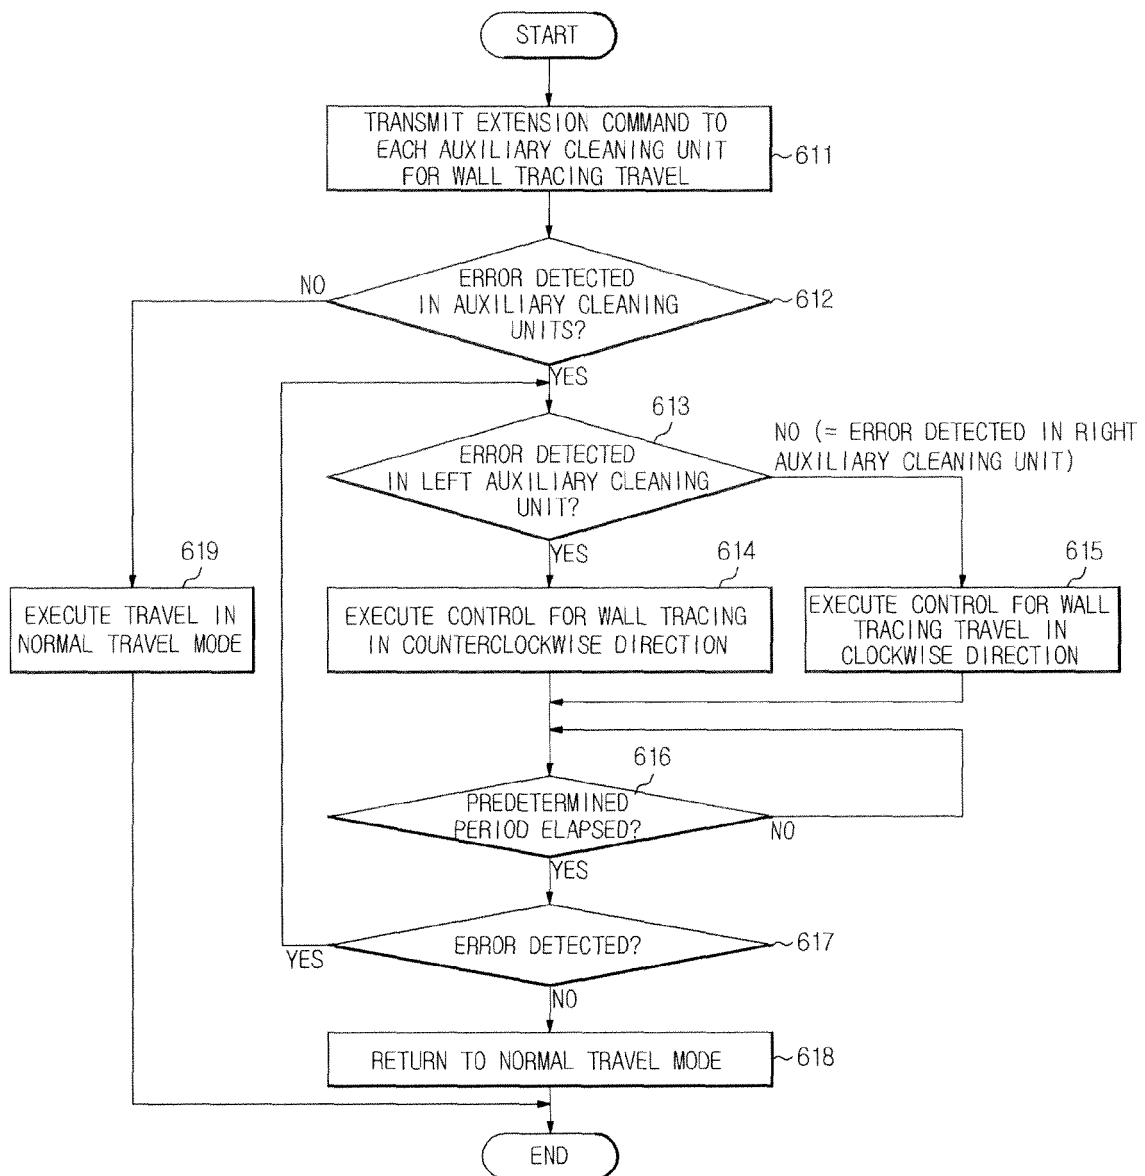 START
TRANSMIT EXTENSION COMMAND TO
EACH AUXILIARY CLEANING UNIT
FOR WALL TRACING TRAVEL
611
NO
ERROR DETECTED
IN AUXILIARY CLEANING
UNITS?
612
YES
613
ERROR DETECTED
IN LEFT AUXILIARY CLEANING
UNIT?
NO (= ERROR DETECTED IN RIGHT
AUXILIARY CLEANING UNIT)
YES
619
EXECUTE TRAVEL IN
NORMAL TRAVEL MODE
614
EXECUTE CONTROL FOR WALL TRACING
IN COUNTERCLOCKWISE DIRECTION
615
EXECUTE CONTROL FOR WALL
TRACING TRAVEL IN
CLOCKWISE DIRECTION
616
PREDETERMINED
PERIOD ELAPSED?
NO
YES
ERROR DETECTED?
617
YES
NO
RETURN TO NORMAL TRAVEL MODE
618
END